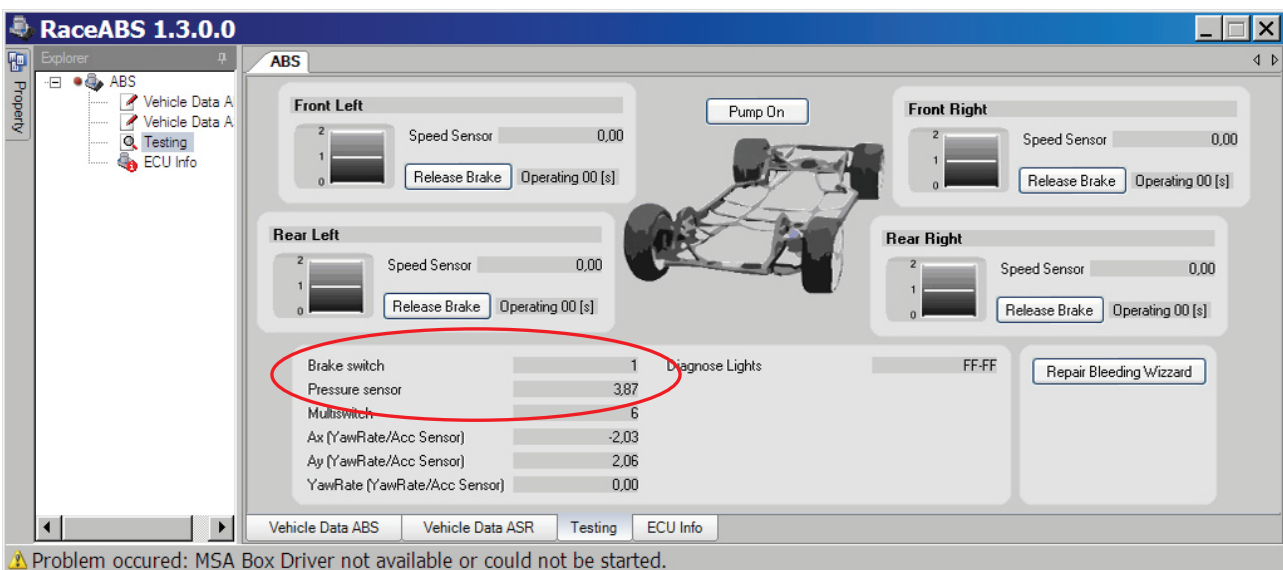 RaceABS 1.3.0.0
Property
Explorer
ABS
Vehicle Data A
Vehicle Data A
Testing
ECU Info
ABS
Front Left
2
1
0
Speed Sensor 0,00
Release Brake Operating 00 [s]
Pump On
Front Right
2
1
0
Speed Sensor 0,00
Release Brake Operating 00 [s]
Rear Left
2
1
0
Speed Sensor 0,00
Release Brake Operating 00 [s]
Rear Right
2
1
0
Speed Sensor 0,00
Release Brake Operating 00 [s]
Brake switch 1
Pressure sensor 3,87
Multiswitch 6
Ax (YawRate/Acc Sensor) -2,03
Ay (YawRate/Acc Sensor) 2,06
YawRate (YawRate/Acc Sensor) 0,00
Diagnose Lights FF-FF
Repair Bleeding Wizzard
Vehicle Data ABS Vehicle Data ASR Testing ECU Info
Problem occured: MSA Box Driver not available or could not be started.